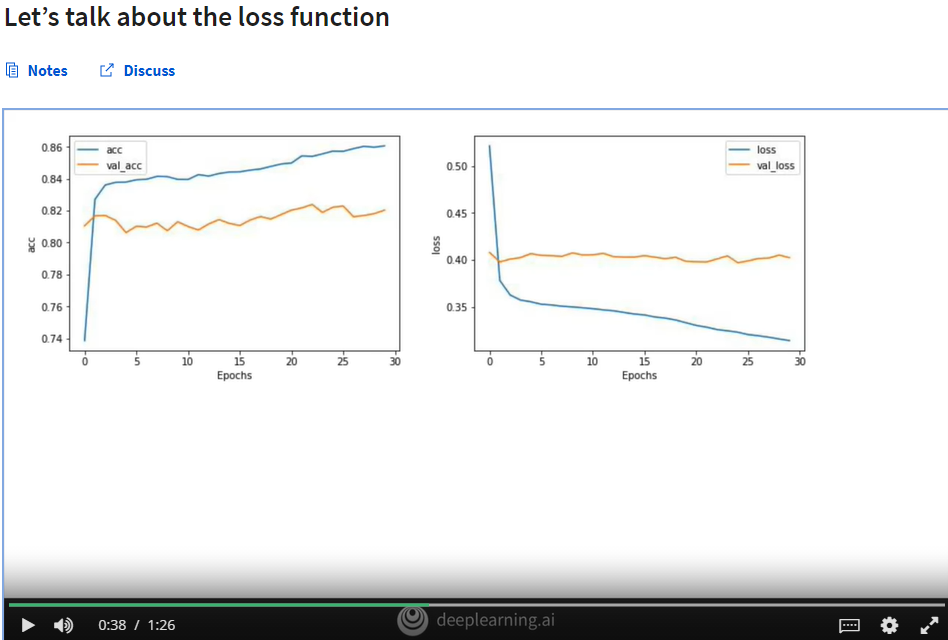 Let’s talk about the loss function
Notes
Discuss
acc
val_acc
0.86
0.84
0.82
0.80
0.78
0.76
0.74
acc
0 5 10 15 20 25 30
Epochs
loss
val_loss
0.50
0.45
0.40
0.35
loss
0 5 10 15 20 25 30
Epochs
0:38 / 1:26
deeplearning.ai